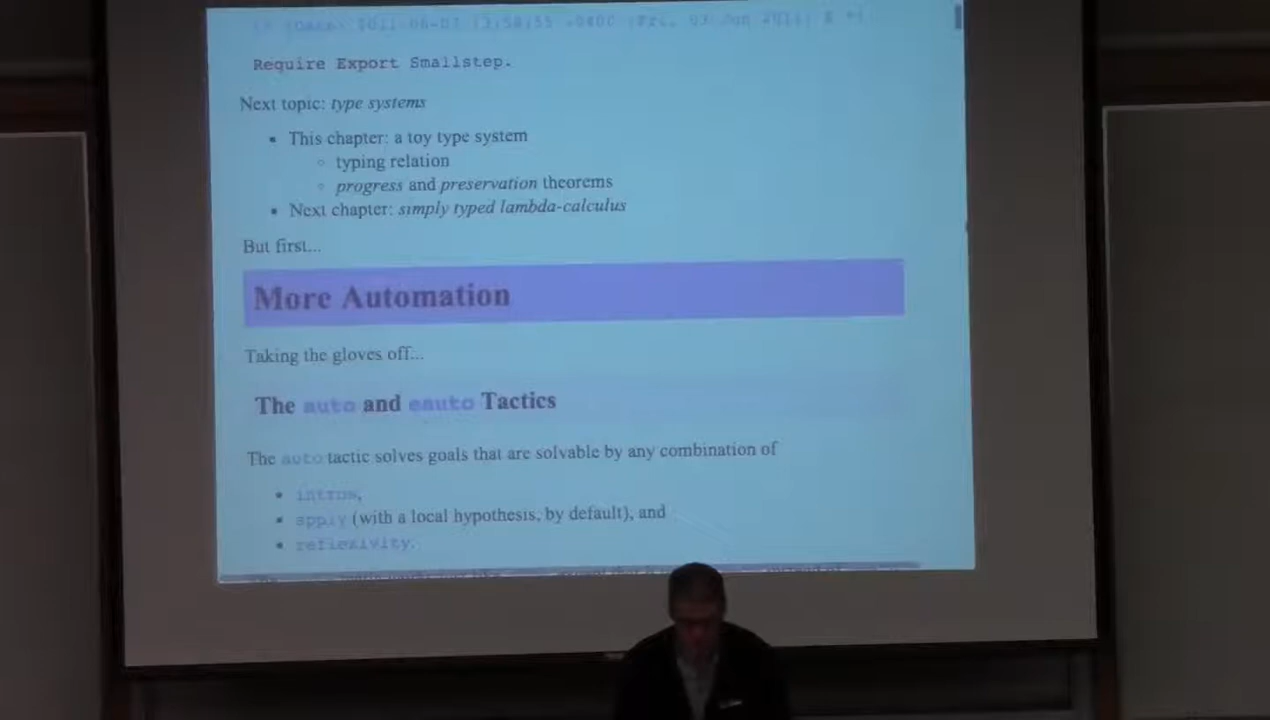 Require Export Smallstep.
Next topic: type systems
• This chapter: a toy type system
◦ typing relation
◦ progress and preservation theorems
• Next chapter: simply typed lambda-calculus
But first...
More Automation
Taking the gloves off...
The auto and eauto Tactics
The auto tactic solves goals that are solvable by any combination of
• intros,
• apply (with a local hypothesis, by default), and
• reflexivity.